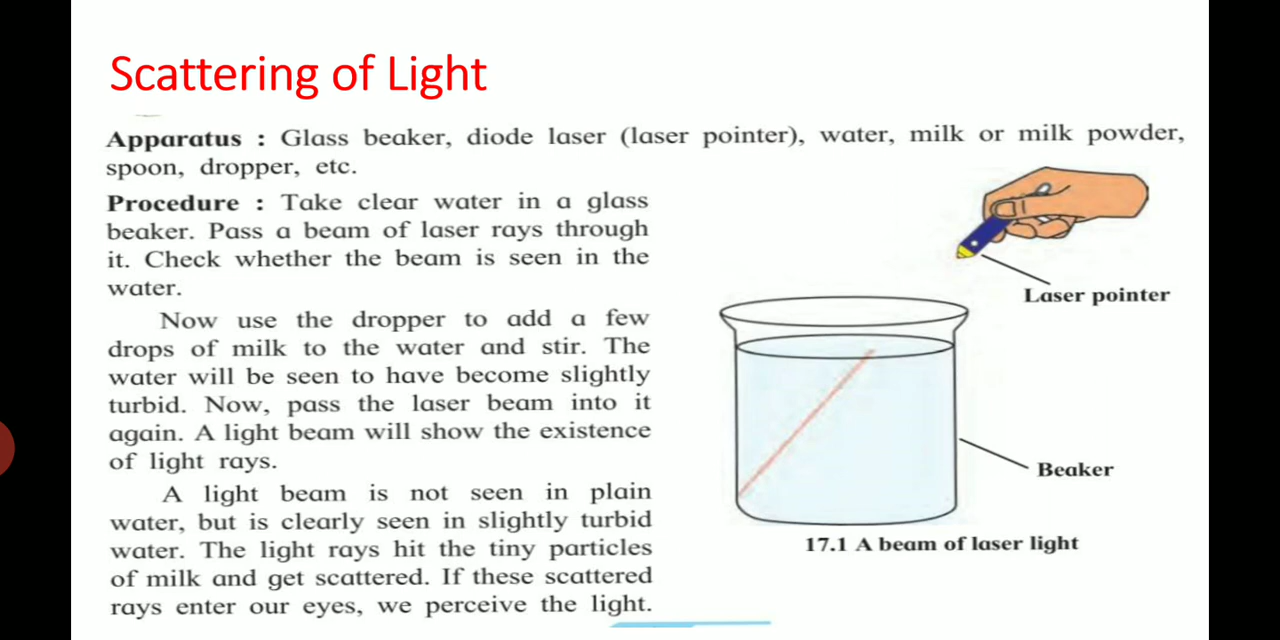 Scattering of Light
Apparatus : Glass beaker, diode laser (laser pointer), water, milk or milk powder,
spoon, dropper, etc.
Procedure : Take clear water in a glass
beaker. Pass a beam of laser rays through
it. Check whether the beam is seen in the
water.
Now use the dropper to add a few
drops of milk to the water and stir. The
water will be seen to have become slightly
turbid. Now, pass the laser beam into it
again. A light beam will show the existence
of light rays.
A light beam is not seen in plain
water, but is clearly seen in slightly turbid
water. The light rays hit the tiny particles
of milk and get scattered. If these scattered
rays enter our eyes, we perceive the light.
Laser pointer
Beaker
17.1 A beam of laser light